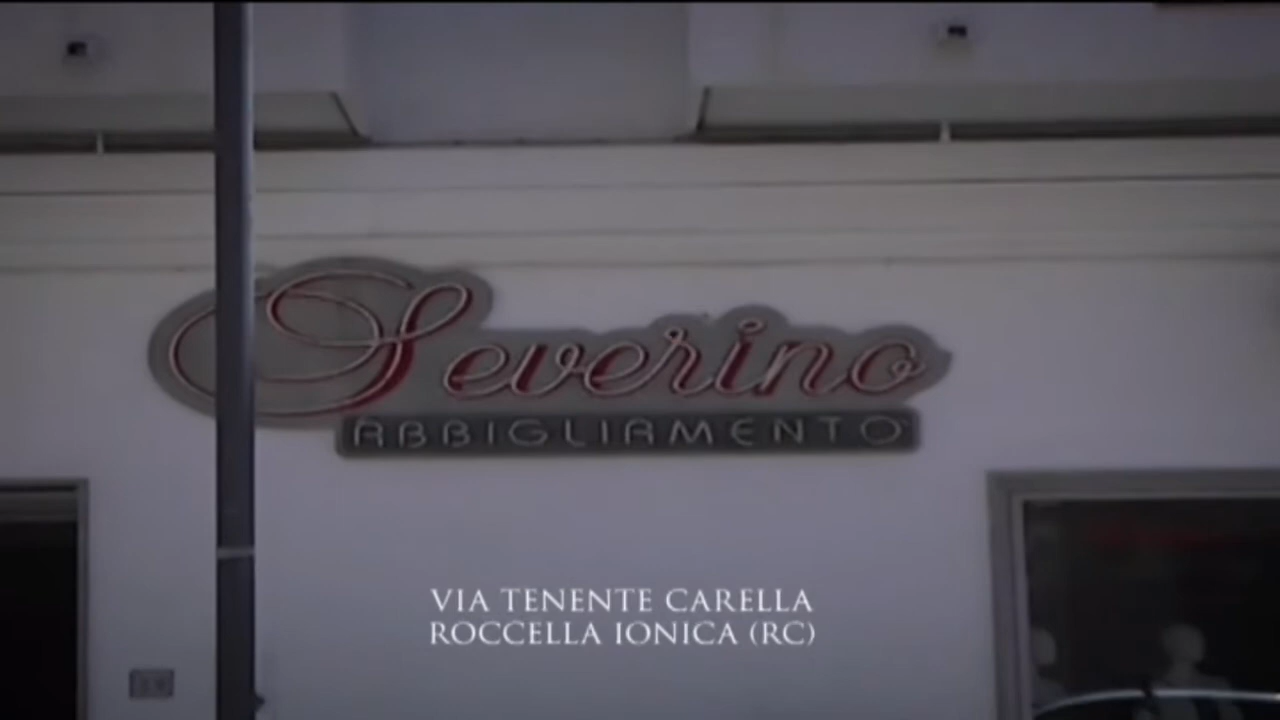 Severino
ABBIGLIAMENTO
VIA TENENTE CARELLA
ROCCELLA IONICA (RC)